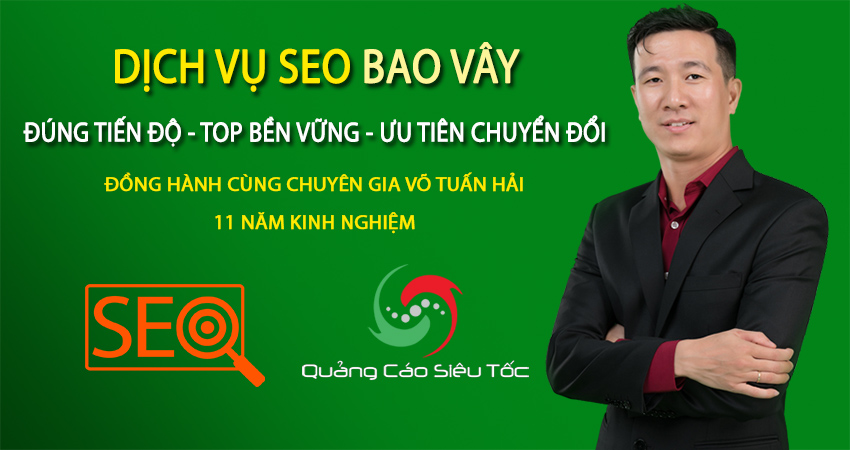 DỊCH VỤ SEO BAO VÂY
ĐÚNG TIẾN ĐỘ - TOP BỀN VỮNG - ƯU TIÊN CHUYỂN ĐỔI
ĐỒNG HÀNH CÙNG CHUYÊN GIA VÕ TUẤN HẢI
11 NĂM KINH NGHIỆM
SEO
Quảng Cáo Siêu Tốc